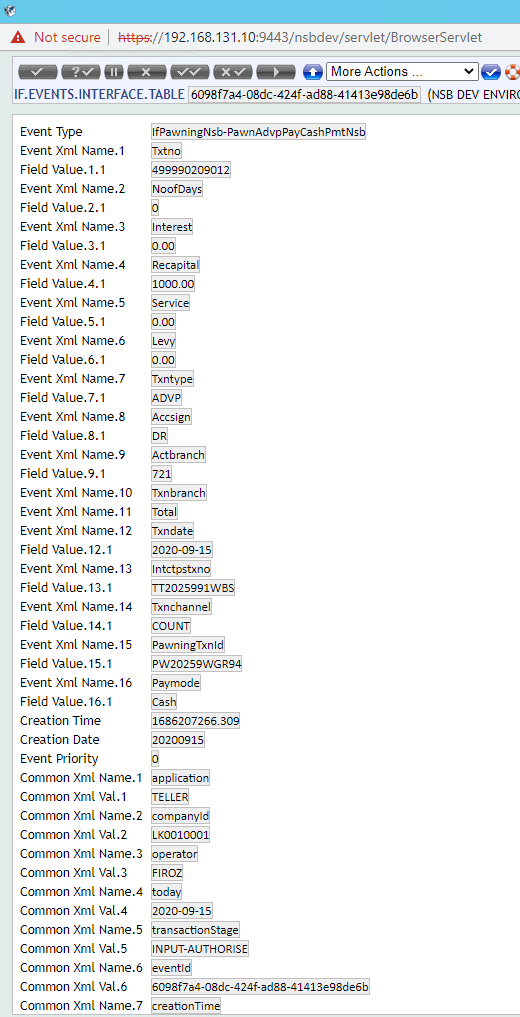 Not secure | https://192.168.131.10:9443/nsbdev/servlet/BrowserServlet
More Actions ...
IF.EVENTS.INTERFACE.TABLE 6098f7a4-08dc-424f-ad88-41413e98de6b (NSB DEV ENVIRO
Event Type IfPawningNsb-PawnAdvpPayCashPmtNsb
Event Xml Name.1 Txtno
Field Value.1.1 499990209012
Event Xml Name.2 NoofDays
Field Value.2.1 0
Event Xml Name.3 Interest
Field Value.3.1 0.00
Event Xml Name.4 Recapital
Field Value.4.1 1000.00
Event Xml Name.5 Service
Field Value.5.1 0.00
Event Xml Name.6 Levy
Field Value.6.1 0.00
Event Xml Name.7 Txntype
Field Value.7.1 ADVP
Event Xml Name.8 Accsign
Field Value.8.1 DR
Event Xml Name.9 Actbranch
Field Value.9.1 721
Event Xml Name.10 Txnbranch
Event Xml Name.11 Total
Event Xml Name.12 Txndate
Field Value.12.1 2020-09-15
Event Xml Name.13 Intctpstxno
Field Value.13.1 TT2025991WBS
Event Xml Name.14 Txnchannel
Field Value.14.1 COUNT
Event Xml Name.15 PawningTxnId
Field Value.15.1 PW20259WGR94
Event Xml Name.16 Paymode
Field Value.16.1 Cash
Creation Time 1686207266.309
Creation Date 20200915
Event Priority 0
Common Xml Name.1 application
Common Xml Val.1 TELLER
Common Xml Name.2 companyId
Common Xml Val.2 LK0010001
Common Xml Name.3 operator
Common Xml Val.3 FIROZ
Common Xml Name.4 today
Common Xml Val.4 2020-09-15
Common Xml Name.5 transactionStage
Common Xml Val.5 INPUT-AUTHORISE
Common Xml Name.6 eventId
Common Xml Val.6 6098f7a4-08dc-424f-ad88-41413e98de6b
Common Xml Name.7 creationTime